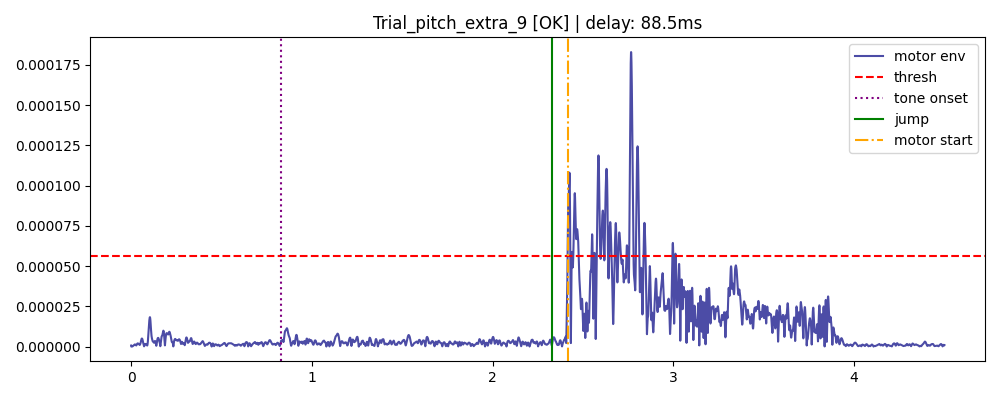 Trial_pitch_extra_9 [OK] | delay: 88.5ms
0.000175
0.000150
0.000125
0.000100
0.000075
0.000050
0.000025
0.000000
motor env
thresh
tone onset
jump
motor start
0 1 2 3 4